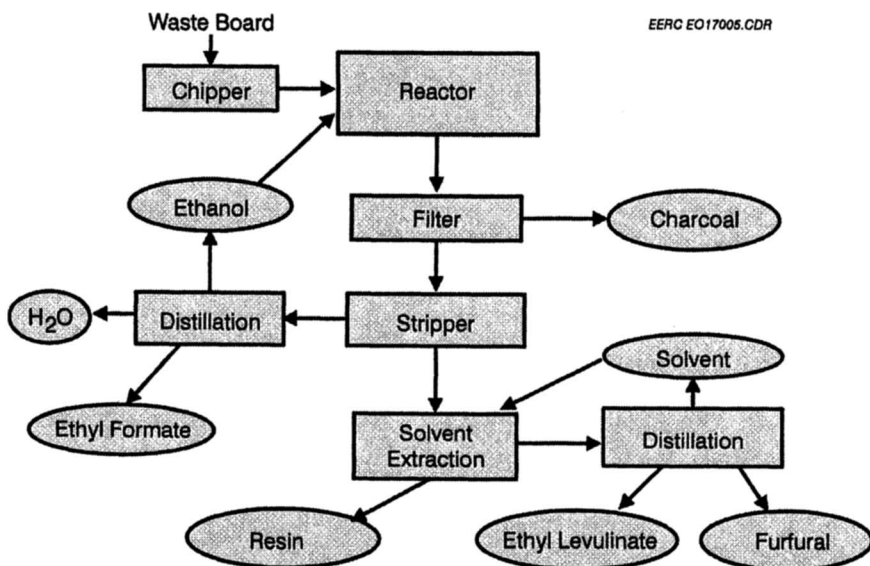 Waste Board
EERC EO17005.CDR
Chipper
Reactor
Ethanol
Filter
Charcoal
H₂O
Distillation
Stripper
Solvent
Ethyl Formate
Solvent
Extraction
Distillation
Resin
Ethyl Levulinate
Furfural